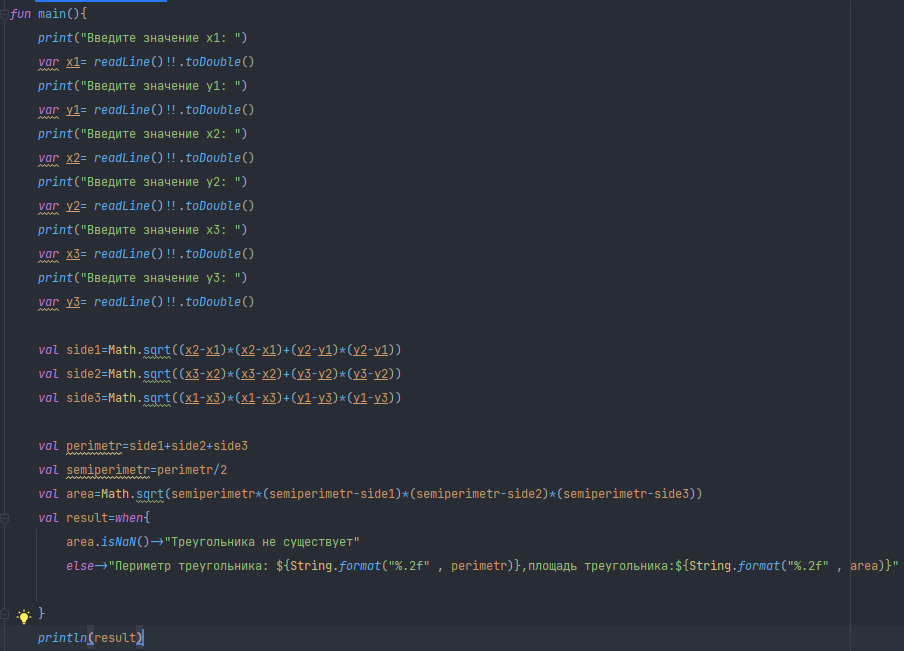 fun main(){
print("Введите значение x1: ")
var x1= readLine()!!.toDouble()
print("Введите значение y1: ")
var y1= readLine()!!.toDouble()
print("Введите значение x2: ")
var x2= readLine()!!.toDouble()
print("Введите значение y2: ")
var y2= readLine()!!.toDouble()
print("Введите значение x3: ")
var x3= readLine()!!.toDouble()
print("Введите значение y3: ")
var y3= readLine()!!.toDouble()
val side1=Math.sqrt((x2-x1)*(x2-x1)+(y2-y1)*(y2-y1))
val side2=Math.sqrt((x3-x2)*(x3-x2)+(y3-y2)*(y3-y2))
val side3=Math.sqrt((x1-x3)*(x1-x3)+(y1-y3)*(y1-y3))
val perimetr=side1+side2+side3
val semiperimetr=perimetr/2
val area=Math.sqrt(semiperimetr*(semiperimetr-side1)*(semiperimetr-side2)*(semiperimetr-side3))
val result=when{
area.isNaN()->"Треугольника не существует"
else->"Периметр треугольника: ${String.format("%.2f" , perimetr)},площадь треугольника:${String.format("%.2f" , area)}"
}
println(result)